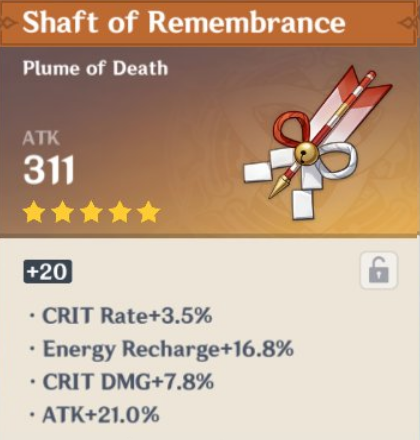 Shaft of Remembrance
Plume of Death
ATK
311
+20
· CRIT Rate+3.5%
· Energy Recharge+16.8%
· CRIT DMG+7.8%
· ATK+21.0%